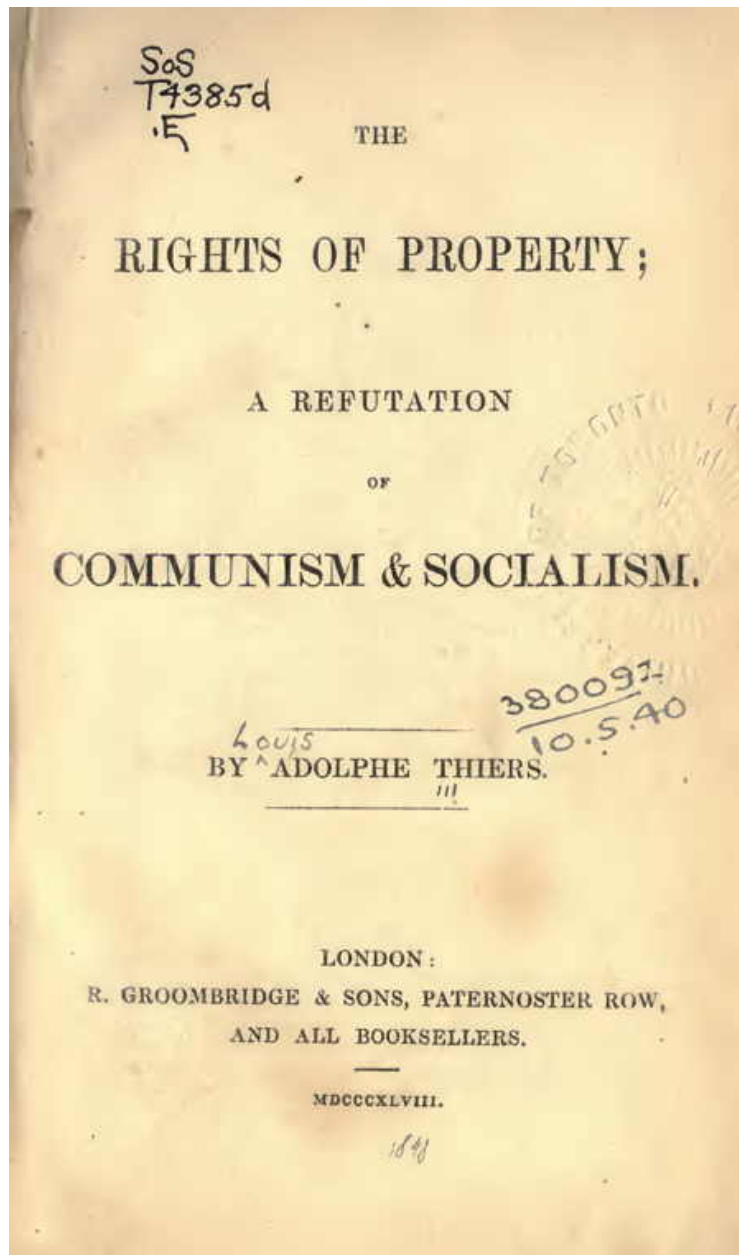 SoS
T4385d
.E
THE
RIGHTS OF PROPERTY;
A REFUTATION
OF
COMMUNISM & SOCIALISM.
380097
10.5.40
Louis
BY ^ADOLPHE THIERS.
LONDON:
R. GROOMBRIDGE & SONS, PATERNOSTER ROW,
AND ALL BOOKSELLERS.
MDCCCXLVIII.
1848